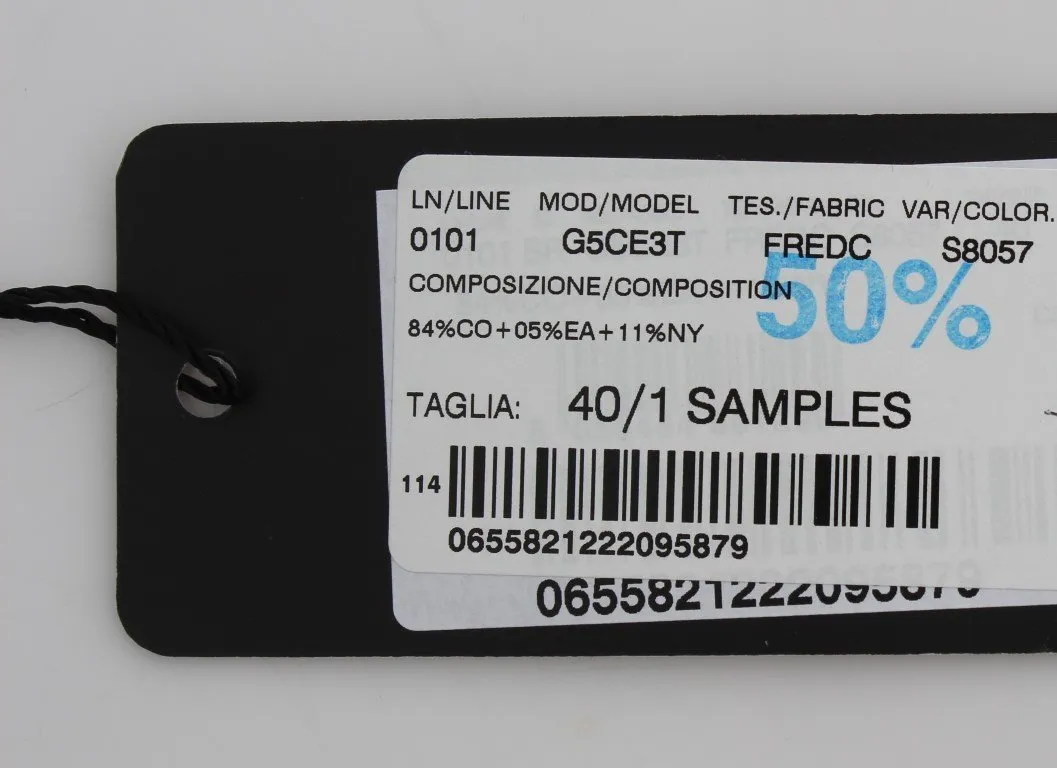 LN/LINE MOD/MODEL TES./FABRIC. VAR/COLOR.
0101 G5CE3T FREDC S8057
COMPOSIZIONE/COMPOSITION
50%
84%CO+05%EA+11%NY
TAGLIA: 40/1 SAMPLES
114
0655821222095879
0655821222095879